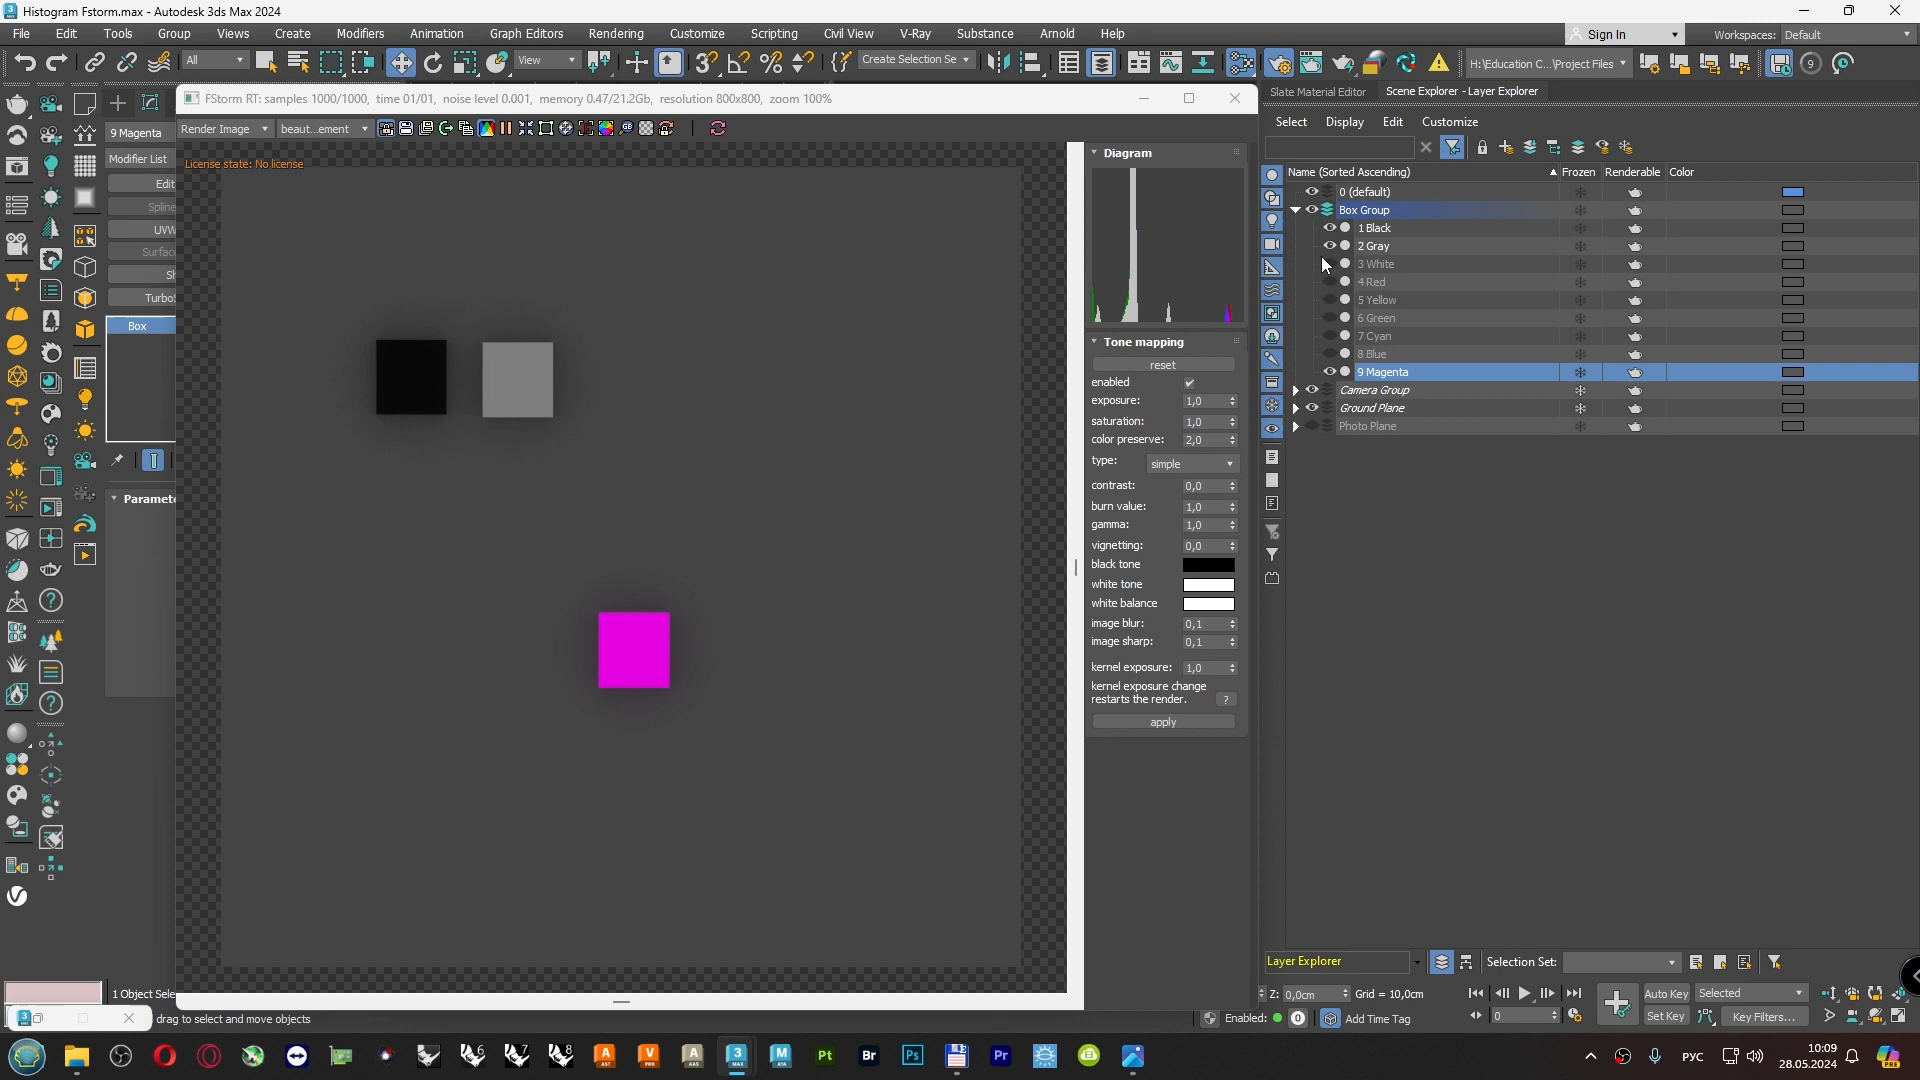 Histogram Fstorm.max - Autodesk 3ds Max 2024
File Edit Tools Group Views Create Modifiers Animation Graph Editors Rendering Customize Scripting Civil View V-Ray Substance Arnold Help
Sign In
Workspaces: Default
All
View
Create Selection Se
H:\Education C...\Project Files
Slate Material Editor Scene Explorer - Layer Explorer
FStorm RT: samples 1000/1000, time 01/01, noise level 0.001, memory 0.47/21.2Gb, resolution 800x800, zoom 100%
Render Image
beaut...ement
License state: No license
9 Magenta
Modifier List
Edit
Spline
UVW
Surfac
Sh
TurboS
Box
Paramete
Diagram
Tone mapping
reset
enabled
exposure: 1,0
saturation: 1,0
color preserve: 2,0
type: simple
contrast: 0,0
burn value: 1,0
gamma: 1,0
vignetting: 0,0
black tone
white tone
white balance
image blur: 0,1
image sharp: 0,1
kernel exposure: 1,0
kernel exposure change
restarts the render. ?
apply
Select Display Edit Customize
Name (Sorted Ascending) Frozen Renderable Color
0 (default)
Box Group
1 Black
2 Gray
3 White
4 Red
5 Yellow
6 Green
7 Cyan
8 Blue
9 Magenta
Camera Group
Ground Plane
Photo Plane
Layer Explorer
Selection Set:
1 Object Sele
drag to select and move objects
Z: 0,0cm Grid = 10,0cm
Enabled: 0 Add Time Tag
Auto Key Selected
0 Set Key Key Filters...
РУС
10:09
28.05.2024